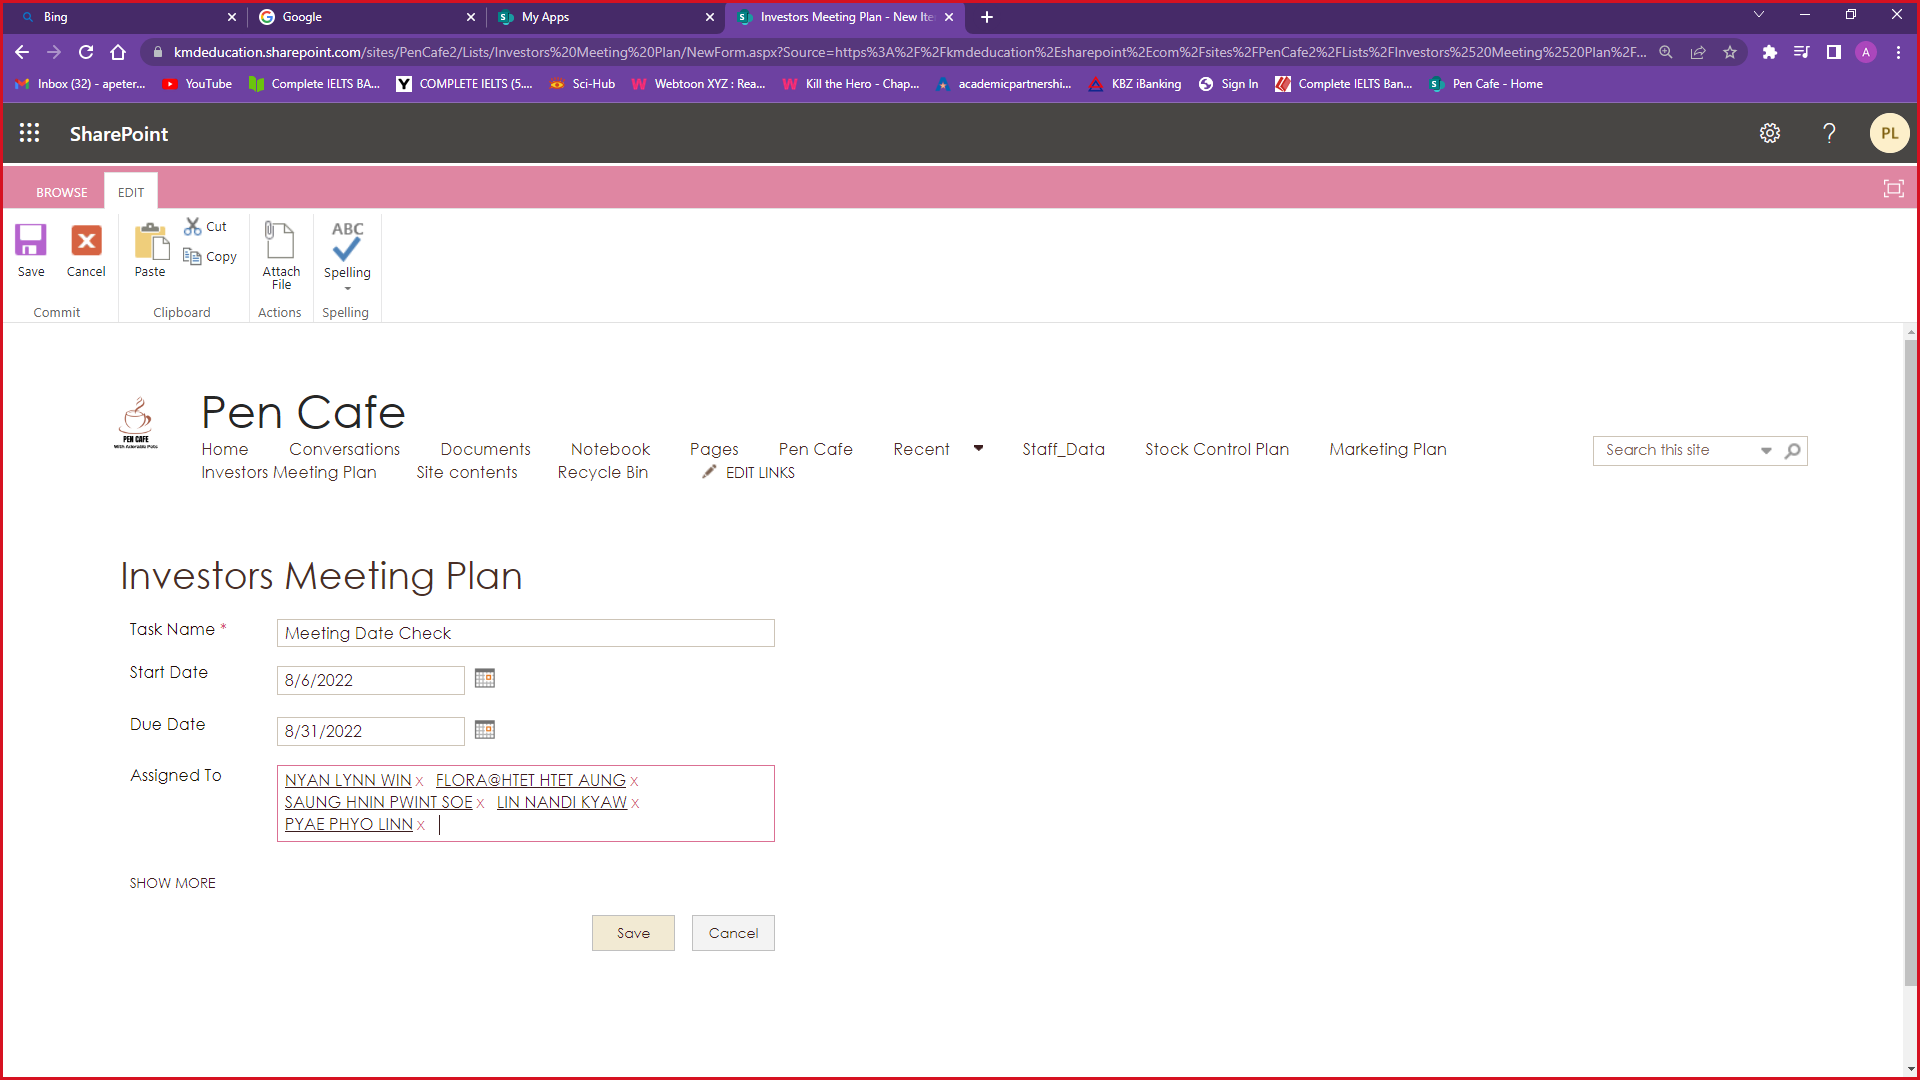 Bing
Google
My Apps
Investors Meeting Plan - New Ite
kmdeducation.sharepoint.com/sites/PenCafe2/Lists/Investors%20Meeting%20Plan/NewForm.aspx?Source=https%3A%2F%2Fkmdeducation%2Esharepoint%2Ecom%2Fsites%2FPenCafe2%2FLists%2FInvestors%2520Meeting%2520Plan%2F...
A
Inbox (32) - apeter...
YouTube
Complete IELTS BA...
COMPLETE IELTS (5....
Sci-Hub
Webtoon XYZ : Rea...
Kill the Hero - Chap...
academicpartnershi...
KBZ iBanking
Sign In
Complete IELTS Ban...
Pen Cafe - Home
SharePoint
PL
BROWSE EDIT
Save
Cancel
Paste
Cut
Copy
Attach File
ABC
Spelling
Commit
Clipboard
Actions
Spelling
PEN CAFE
With Adorable Pets
Pen Cafe
Home Conversations Documents Notebook Pages Pen Cafe Recent Staff_Data Stock Control Plan Marketing Plan
Investors Meeting Plan Site contents Recycle Bin EDIT LINKS
Search this site
Investors Meeting Plan
Task Name * Meeting Date Check
Start Date 8/6/2022
Due Date 8/31/2022
Assigned To NYAN LYNN WIN x FLORA@HTET HTET AUNG x
SAUNG HNIN PWINT SOE x LIN NANDI KYAW x
PYAE PHYO LINN x
SHOW MORE
Save Cancel